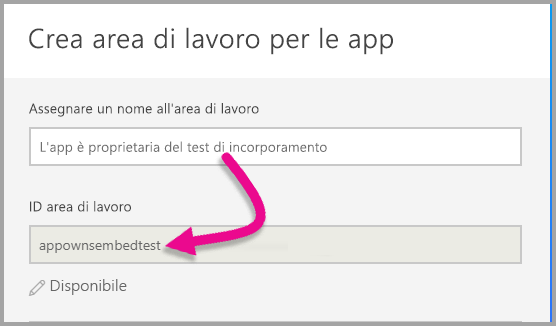 Crea area di lavoro per le app
Assegnare un nome all'area di lavoro
L'app è proprietaria del test di incorporamento
ID area di lavoro
appownsembedtest
Disponibile